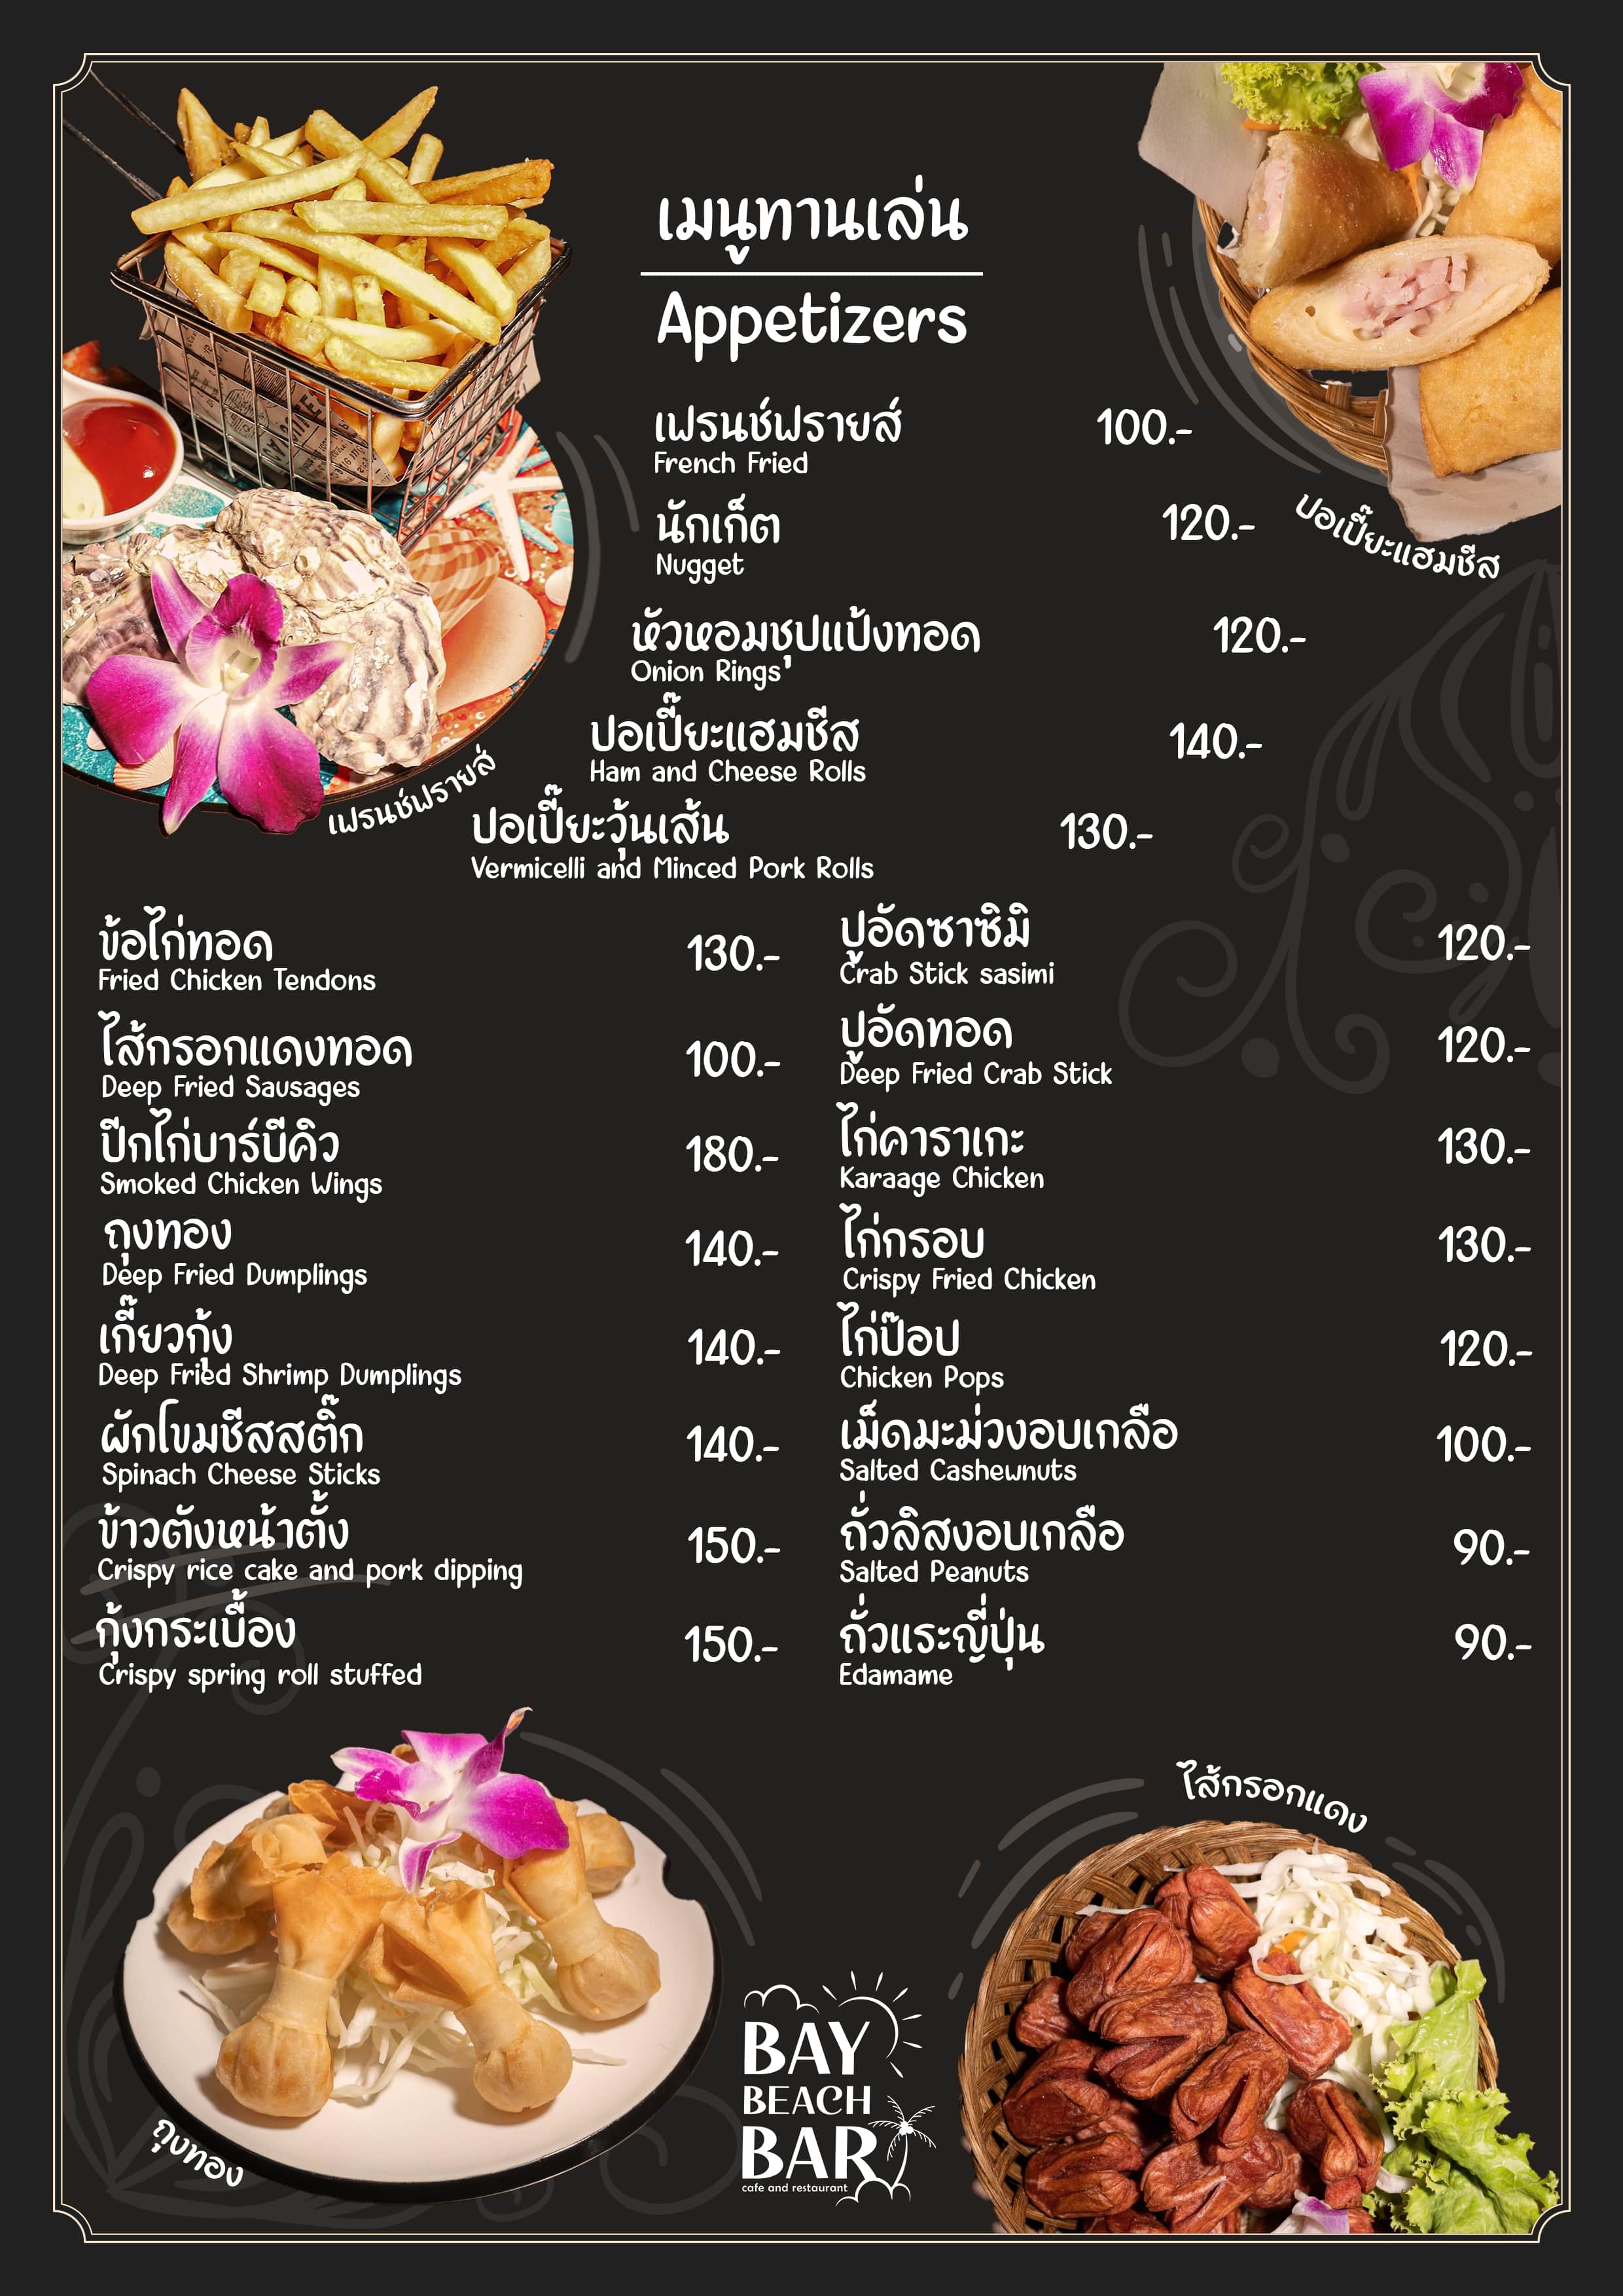 เมนูทานเล่น
Appetizers
เฟรนช์ฟรายส์ 100.-
French Fried
นักเก็ต 120.-
Nugget
หัวหอมชุปแป้งทอด 120.-
Onion Rings
ปอเปี๊ยะแฮมชีส 140.-
Ham and Cheese Rolls
ปอเปี๊ยะวุ้นเส้น 130.-
Vermicelli and Minced Pork Rolls
ปอเปี๊ยะแฮมชีส
เฟรนช์ฟรายส์
ข้อไก่ทอด 130.-
Fried Chicken Tendons
ไส้กรอกแดงทอด 100.-
Deep Fried Sausages
ปีกไก่บาร์บีคิว 180.-
Smoked Chicken Wings
ถุงทอง 140.-
Deep Fried Dumplings
เกี๊ยวกุ้ง 140.-
Deep Fried Shrimp Dumplings
ผักโขมชีสสติ๊ก 140.-
Spinach Cheese Sticks
ข้าวตังหน้าตั้ง 150.-
Crispy rice cake and pork dipping
กุ้งกระเบื้อง 150.-
Crispy spring roll stuffed
ปูอัดซาซิมิ 120.-
Crab Stick sasimi
ปูอัดทอด 120.-
Deep Fried Crab Stick
ไก่คาราเกะ 130.-
Karaage Chicken
ไก่กรอบ 130.-
Crispy Fried Chicken
ไก่ป๊อป 120.-
Chicken Pops
เม็ดมะม่วงอบเกลือ 100.-
Salted Cashewnuts
ถั่วลิสงอบเกลือ 90.-
Salted Peanuts
ถั่วแระญี่ปุ่น 90.-
Edamame
ไส้กรอกแดง
ถุงทอง
BAY
BEACH
BAR
cafe and restaurant